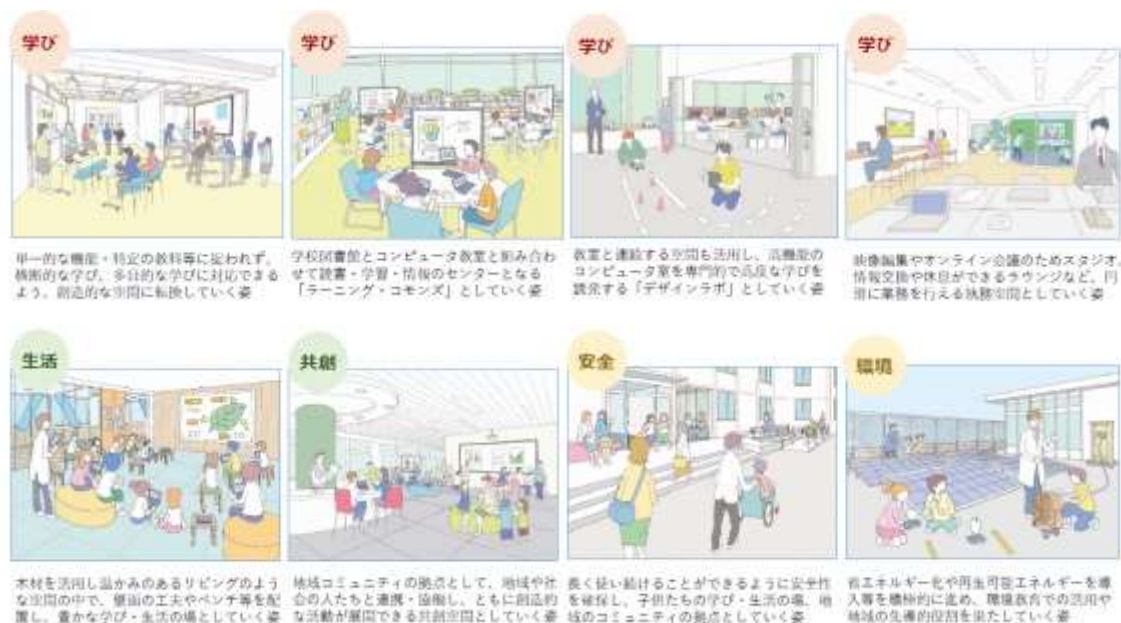 学び
学び
学び
学び
単一的な機能・特定の教科等に捉われず、
横断的な学び、多目的な学びに対応できる
よう、創造的な空間に転換していく姿
学校図書館とコンピュータ教室と組み合わ
せて読書・学習・情報のセンターとなる
「ラーニング・コモンズ」としていく姿
教室と連続する空間も活用し、高機能の
コンピュータ室を専門的で高度な学びを
誘発する「デザインラボ」としていく姿
映像編集やオンライン会議のためスタジオ、
情報交換や休息ができるラウンジなど、円
滑に業務を行える執務空間としていく姿
生活
共創
安全
環境
木材を活用し温かみのあるリビングのよう
な空間の中で、壁面の工夫やベンチ等を配
置し、豊かな学び・生活の場としていく姿
地域コミュニティの拠点として、地域や社
会の人たちと連携・協働し、ともに創造的
な活動が展開できる共創空間としていく姿
長く使い続けることができるように安全性
を確保し、子供たちの学び・生活の場、地
域のコミュニティの拠点としていく姿
省エネルギー化や再生可能エネルギーを導
入等を積極的に進め、環境教育での活用や
地域の先導的役割を果たしていく姿